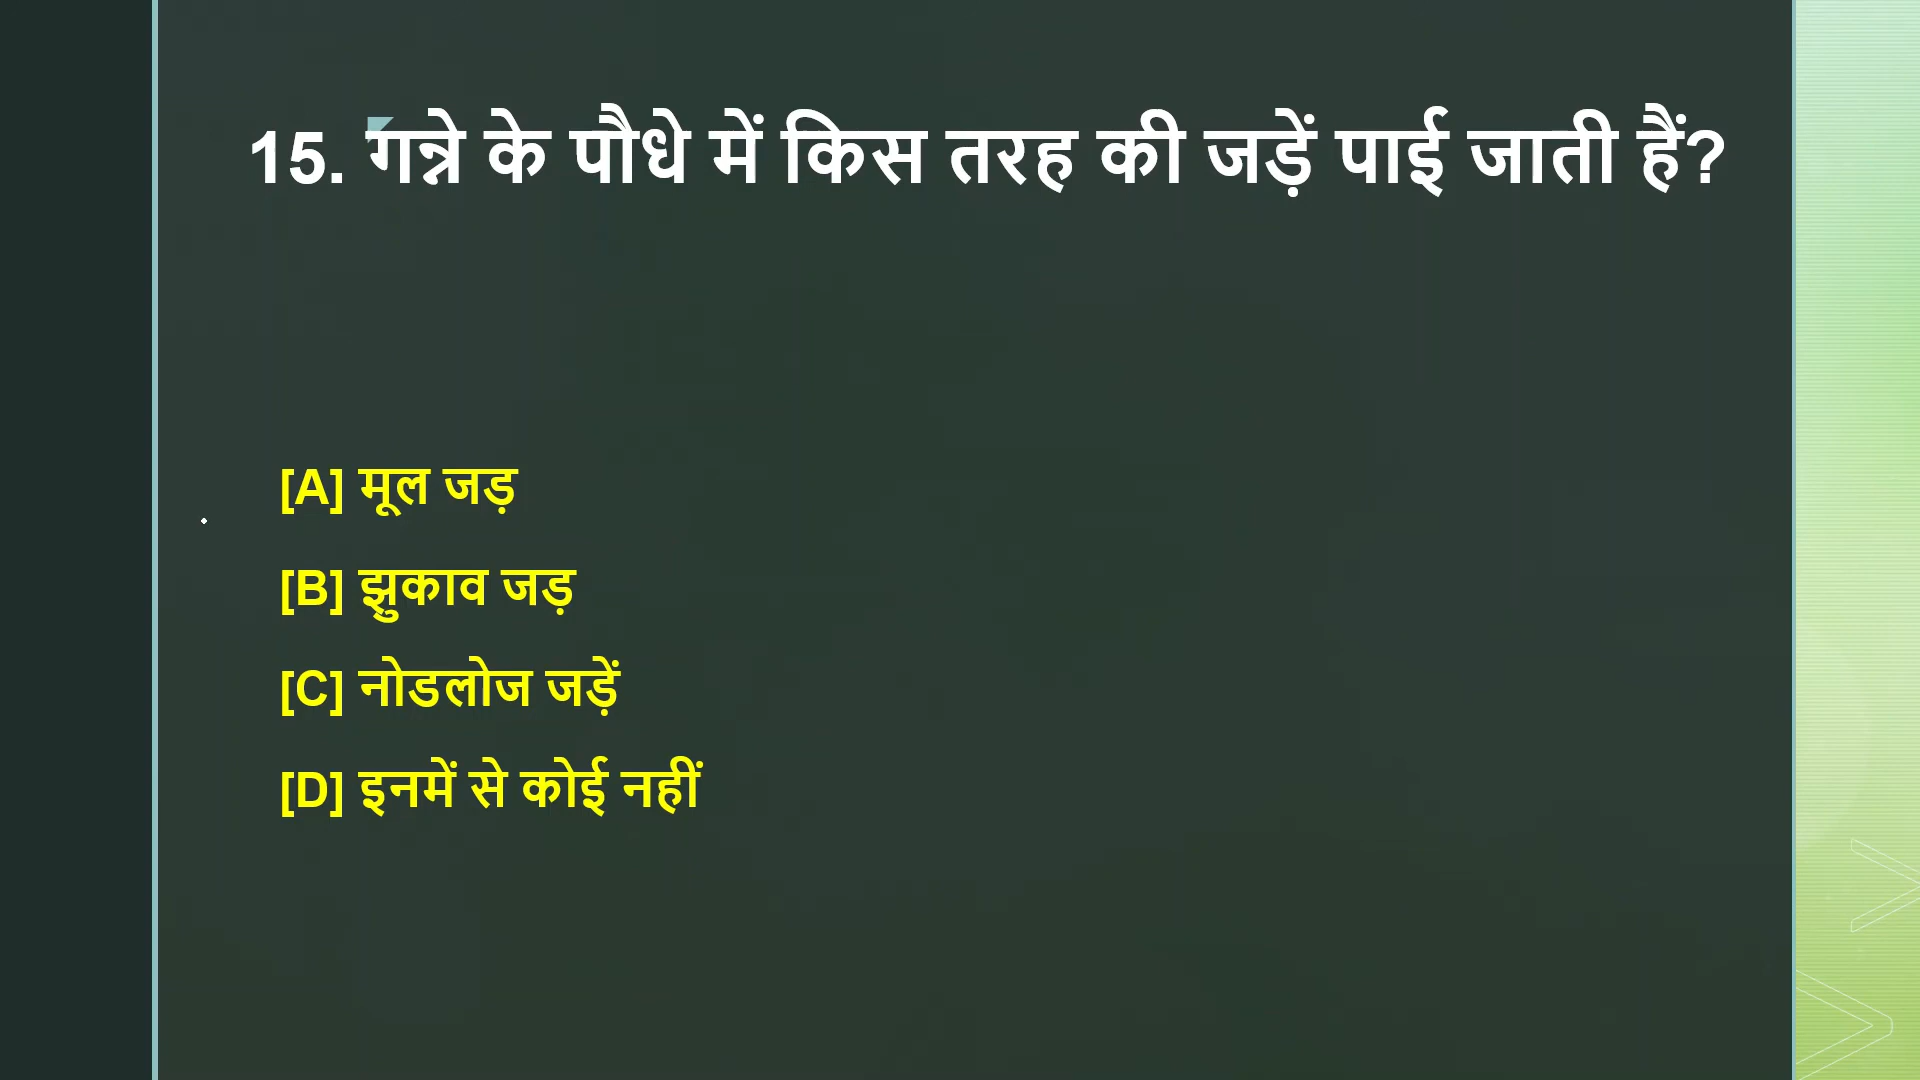 15. गन्ने के पौधे में किस तरह की जड़ें पाई जाती हैं?
[A] मूल जड़
[B] झुकाव जड़
[C] नोडलोज जड़ें
[D] इनमें से कोई नहीं